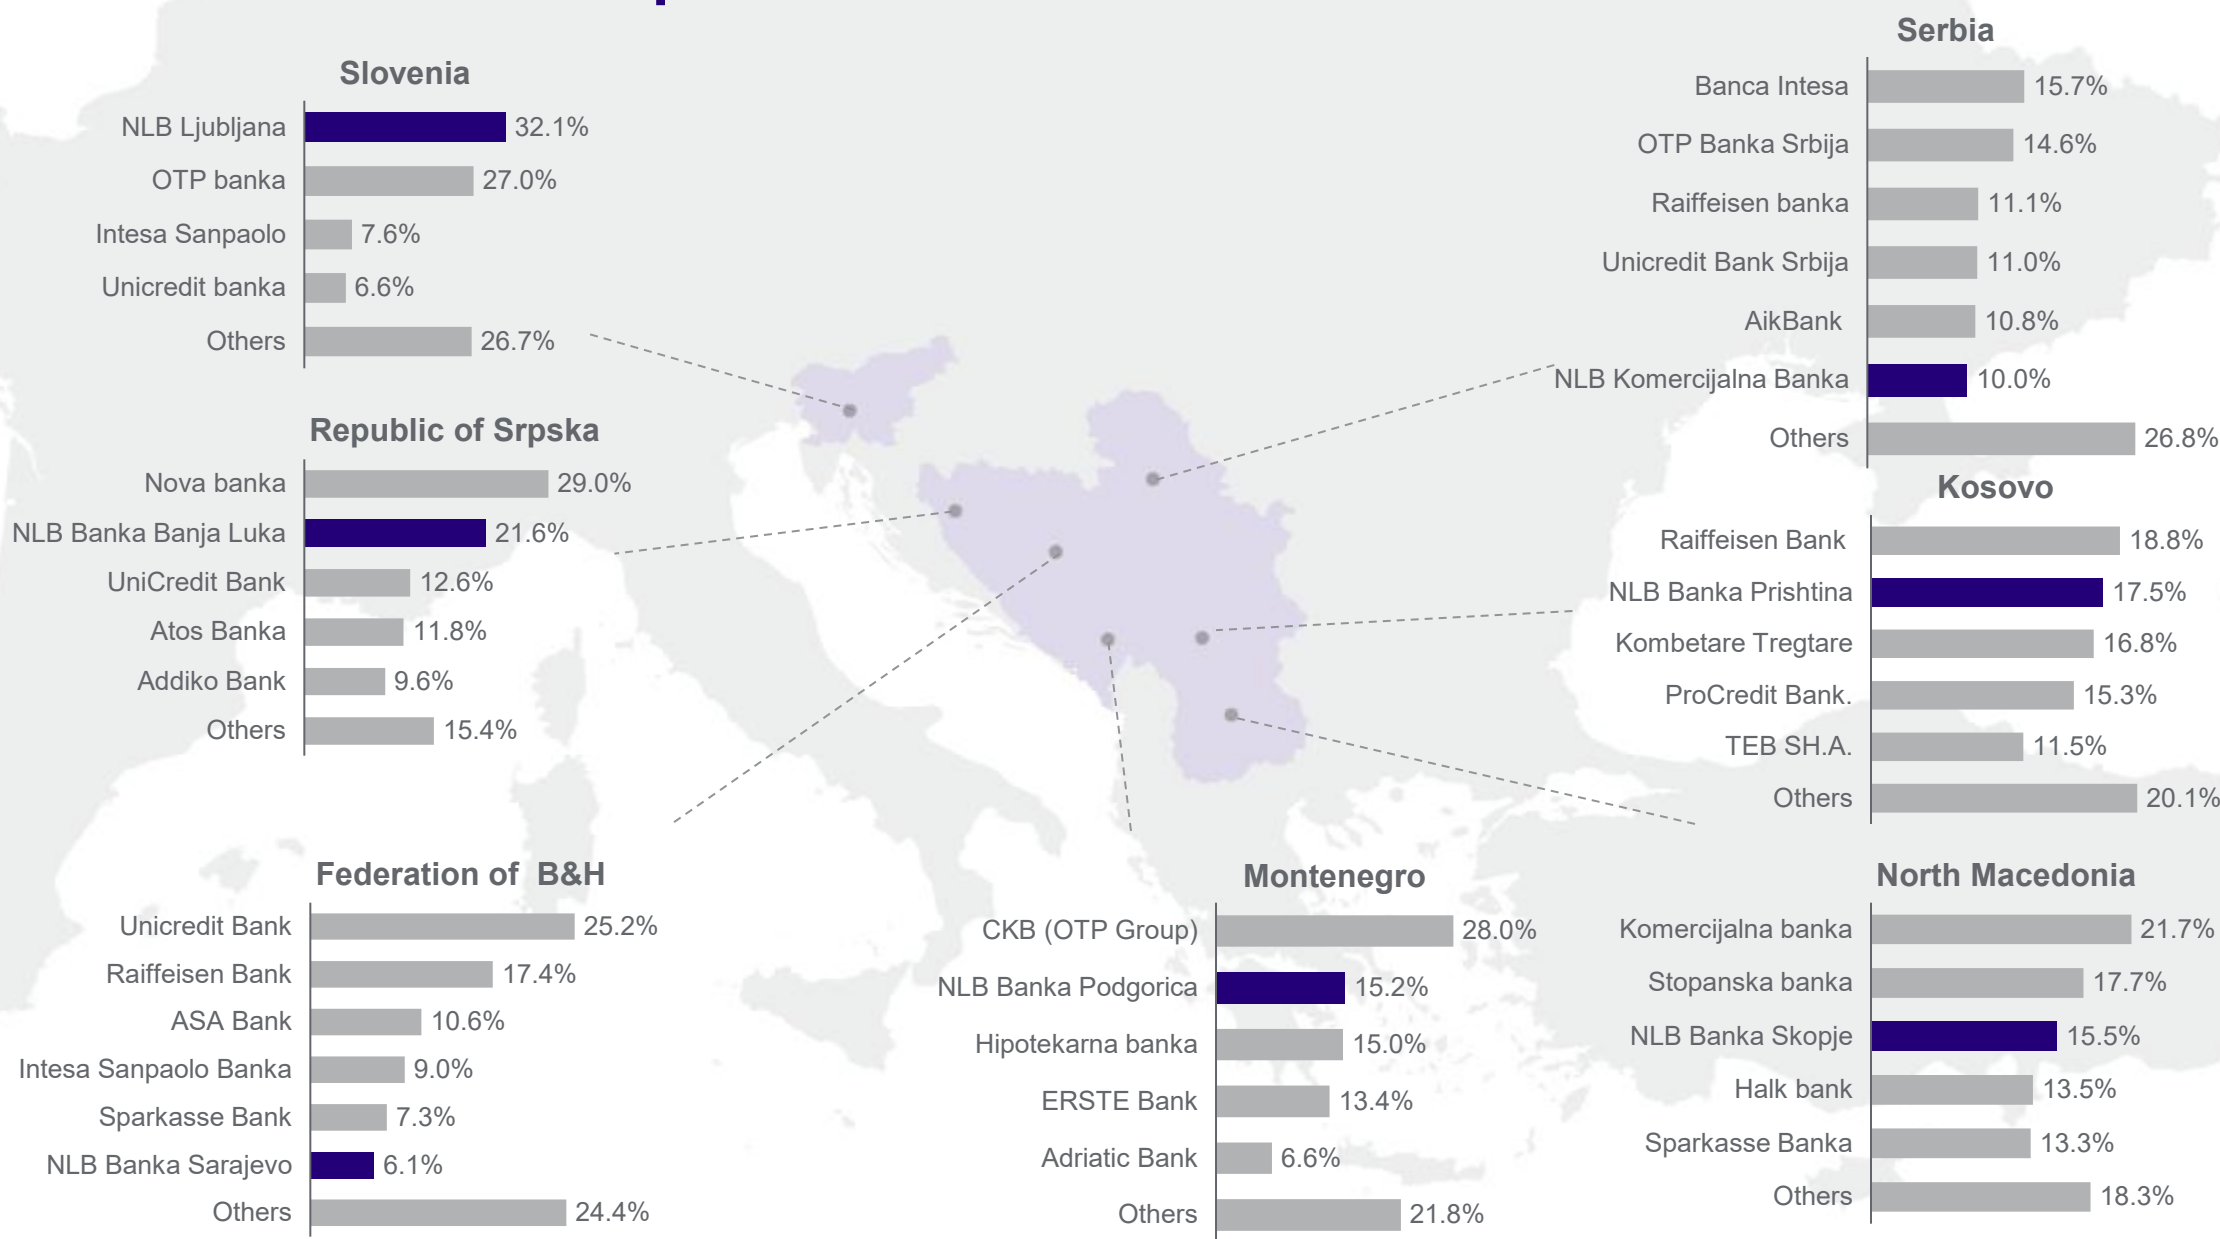 Slovenia
NLB Ljubljana 32.1%
OTP banka 27.0%
Intesa Sanpaolo 7.6%
Unicredit banka 6.6%
Others 26.7%
Republic of Srpska
Nova banka 29.0%
NLB Banka Banja Luka 21.6%
UniCredit Bank 12.6%
Atos Banka 11.8%
Addiko Bank 9.6%
Others 15.4%
Federation of B&H
Unicredit Bank 25.2%
Raiffeisen Bank 17.4%
ASA Bank 10.6%
Intesa Sanpaolo Banka 9.0%
Sparkasse Bank 7.3%
NLB Banka Sarajevo 6.1%
Others 24.4%
Montenegro
CKB (OTP Group) 28.0%
NLB Banka Podgorica 15.2%
Hipotekarna banka 15.0%
ERSTE Bank 13.4%
Adriatic Bank 6.6%
Others 21.8%
Serbia
Banca Intesa 15.7%
OTP Banka Srbija 14.6%
Raiffeisen banka 11.1%
Unicredit Bank Srbija 11.0%
AikBank 10.8%
NLB Komercijalna Banka 10.0%
Others 26.8%
Kosovo
Raiffeisen Bank 18.8%
NLB Banka Prishtina 17.5%
Kombetare Tregtare 16.8%
ProCredit Bank. 15.3%
TEB SH.A. 11.5%
Others 20.1%
North Macedonia
Komercijalna banka 21.7%
Stopanska banka 17.7%
NLB Banka Skopje 15.5%
Halk bank 13.5%
Sparkasse Banka 13.3%
Others 18.3%